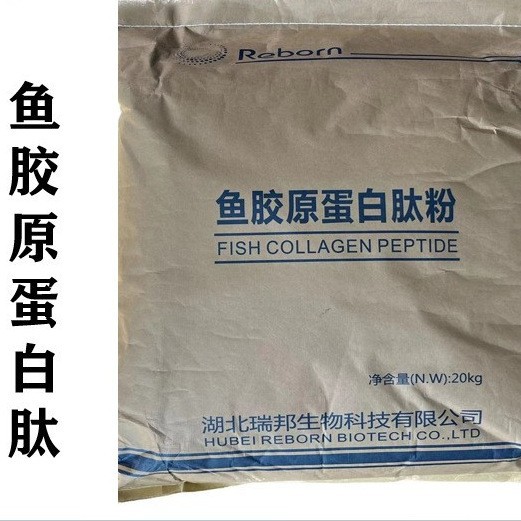 鱼胶原蛋白肽
Reborn
鱼胶原蛋白肽粉
FISH COLLAGEN PEPTIDE
净含量(N.W):20kg
湖北瑞邦生物科技有限公司
HUBEI REBORN BIOTECH CO.,LTD